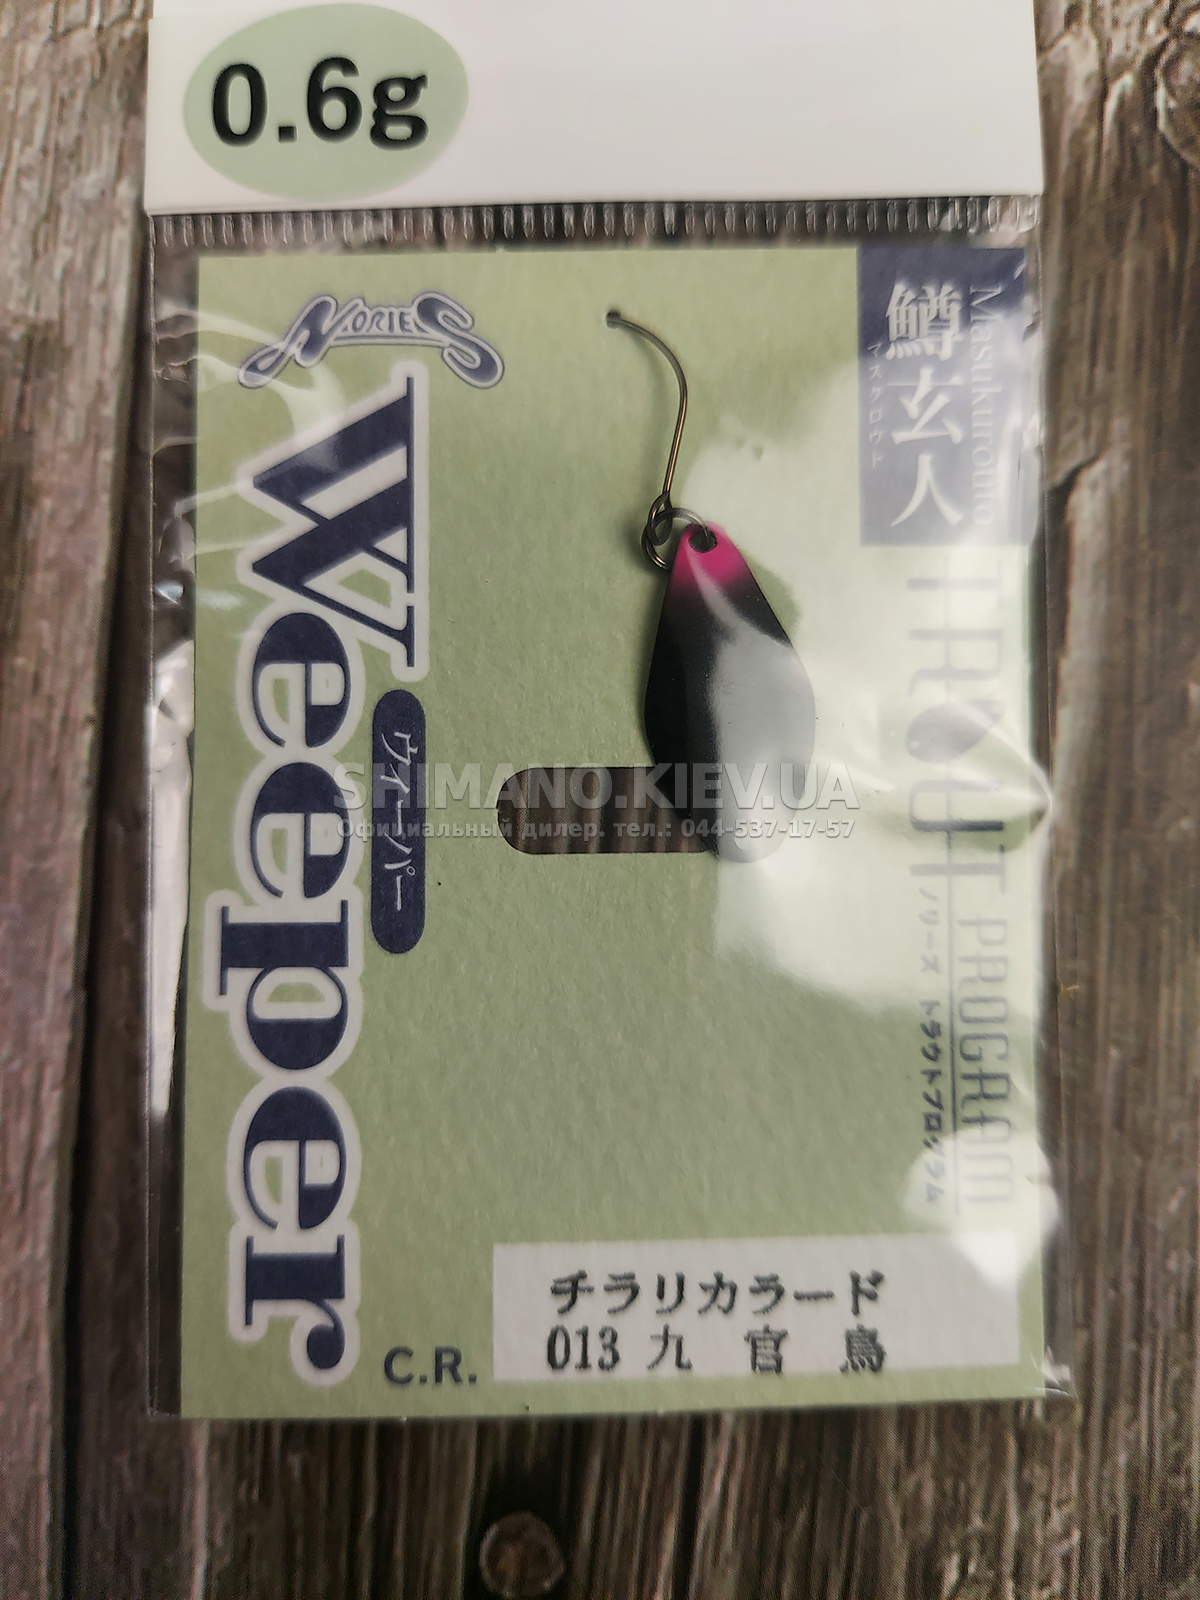 0.6g
NORIES
Weeper
ウィーパー
鱒玄人
マスクロウト
Masukurouto
TROUT PROGRAM
ノリーズ トラウトプログラム
SHIMANO.KIEV.UA
Официальный дилер. тел.: 044-537-17-57
C.R.
チラリカラード
013 九 官 鳥